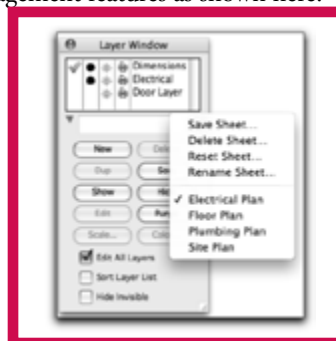 agement features as shown here.
Layer Window
Dimensions
Electrical
Door Layer
Save Sheet...
Delete Sheet...
Reset Sheet...
Rename Sheet...
✓ Electrical Plan
Floor Plan
Plumbing Plan
Site Plan
New
Dup
Show
Edit
Scale...
Edit All Layers
Sort Layer List
Hide Invisible